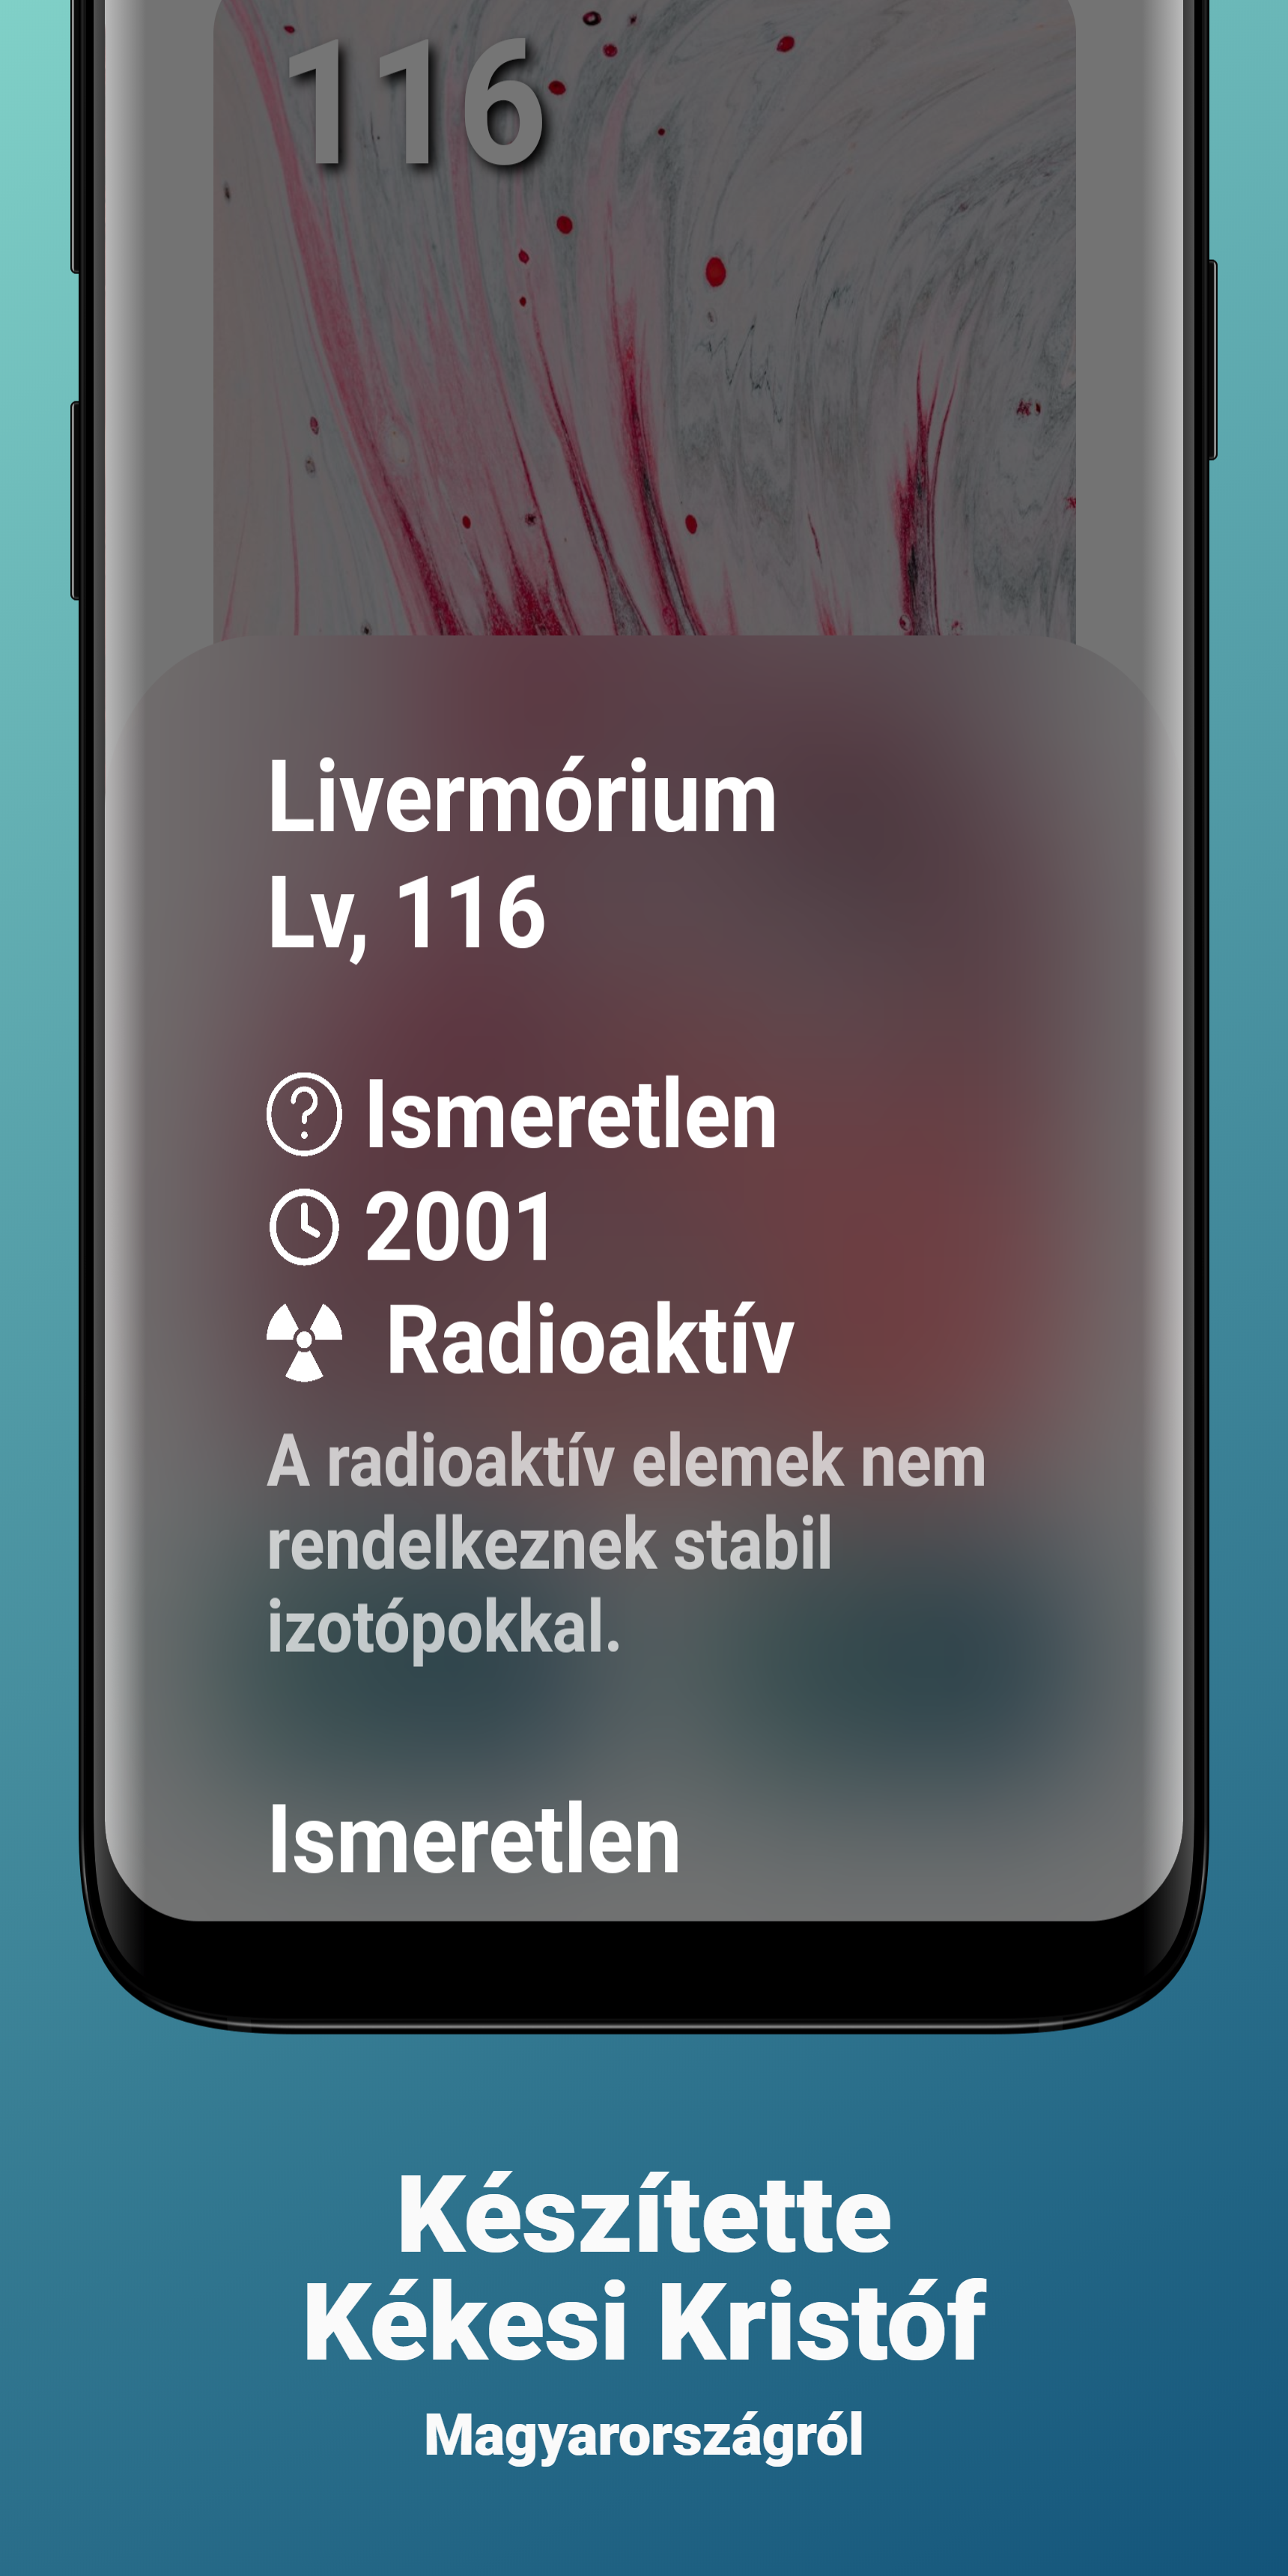 116
Livermórium
Lv, 116
Ismeretlen
2001
Radioaktív
A radioaktív elemek nem
rendelkeznek stabil
izotópokkal.
Ismeretlen
Készítette
Kékesi Kristóf
Magyarországról